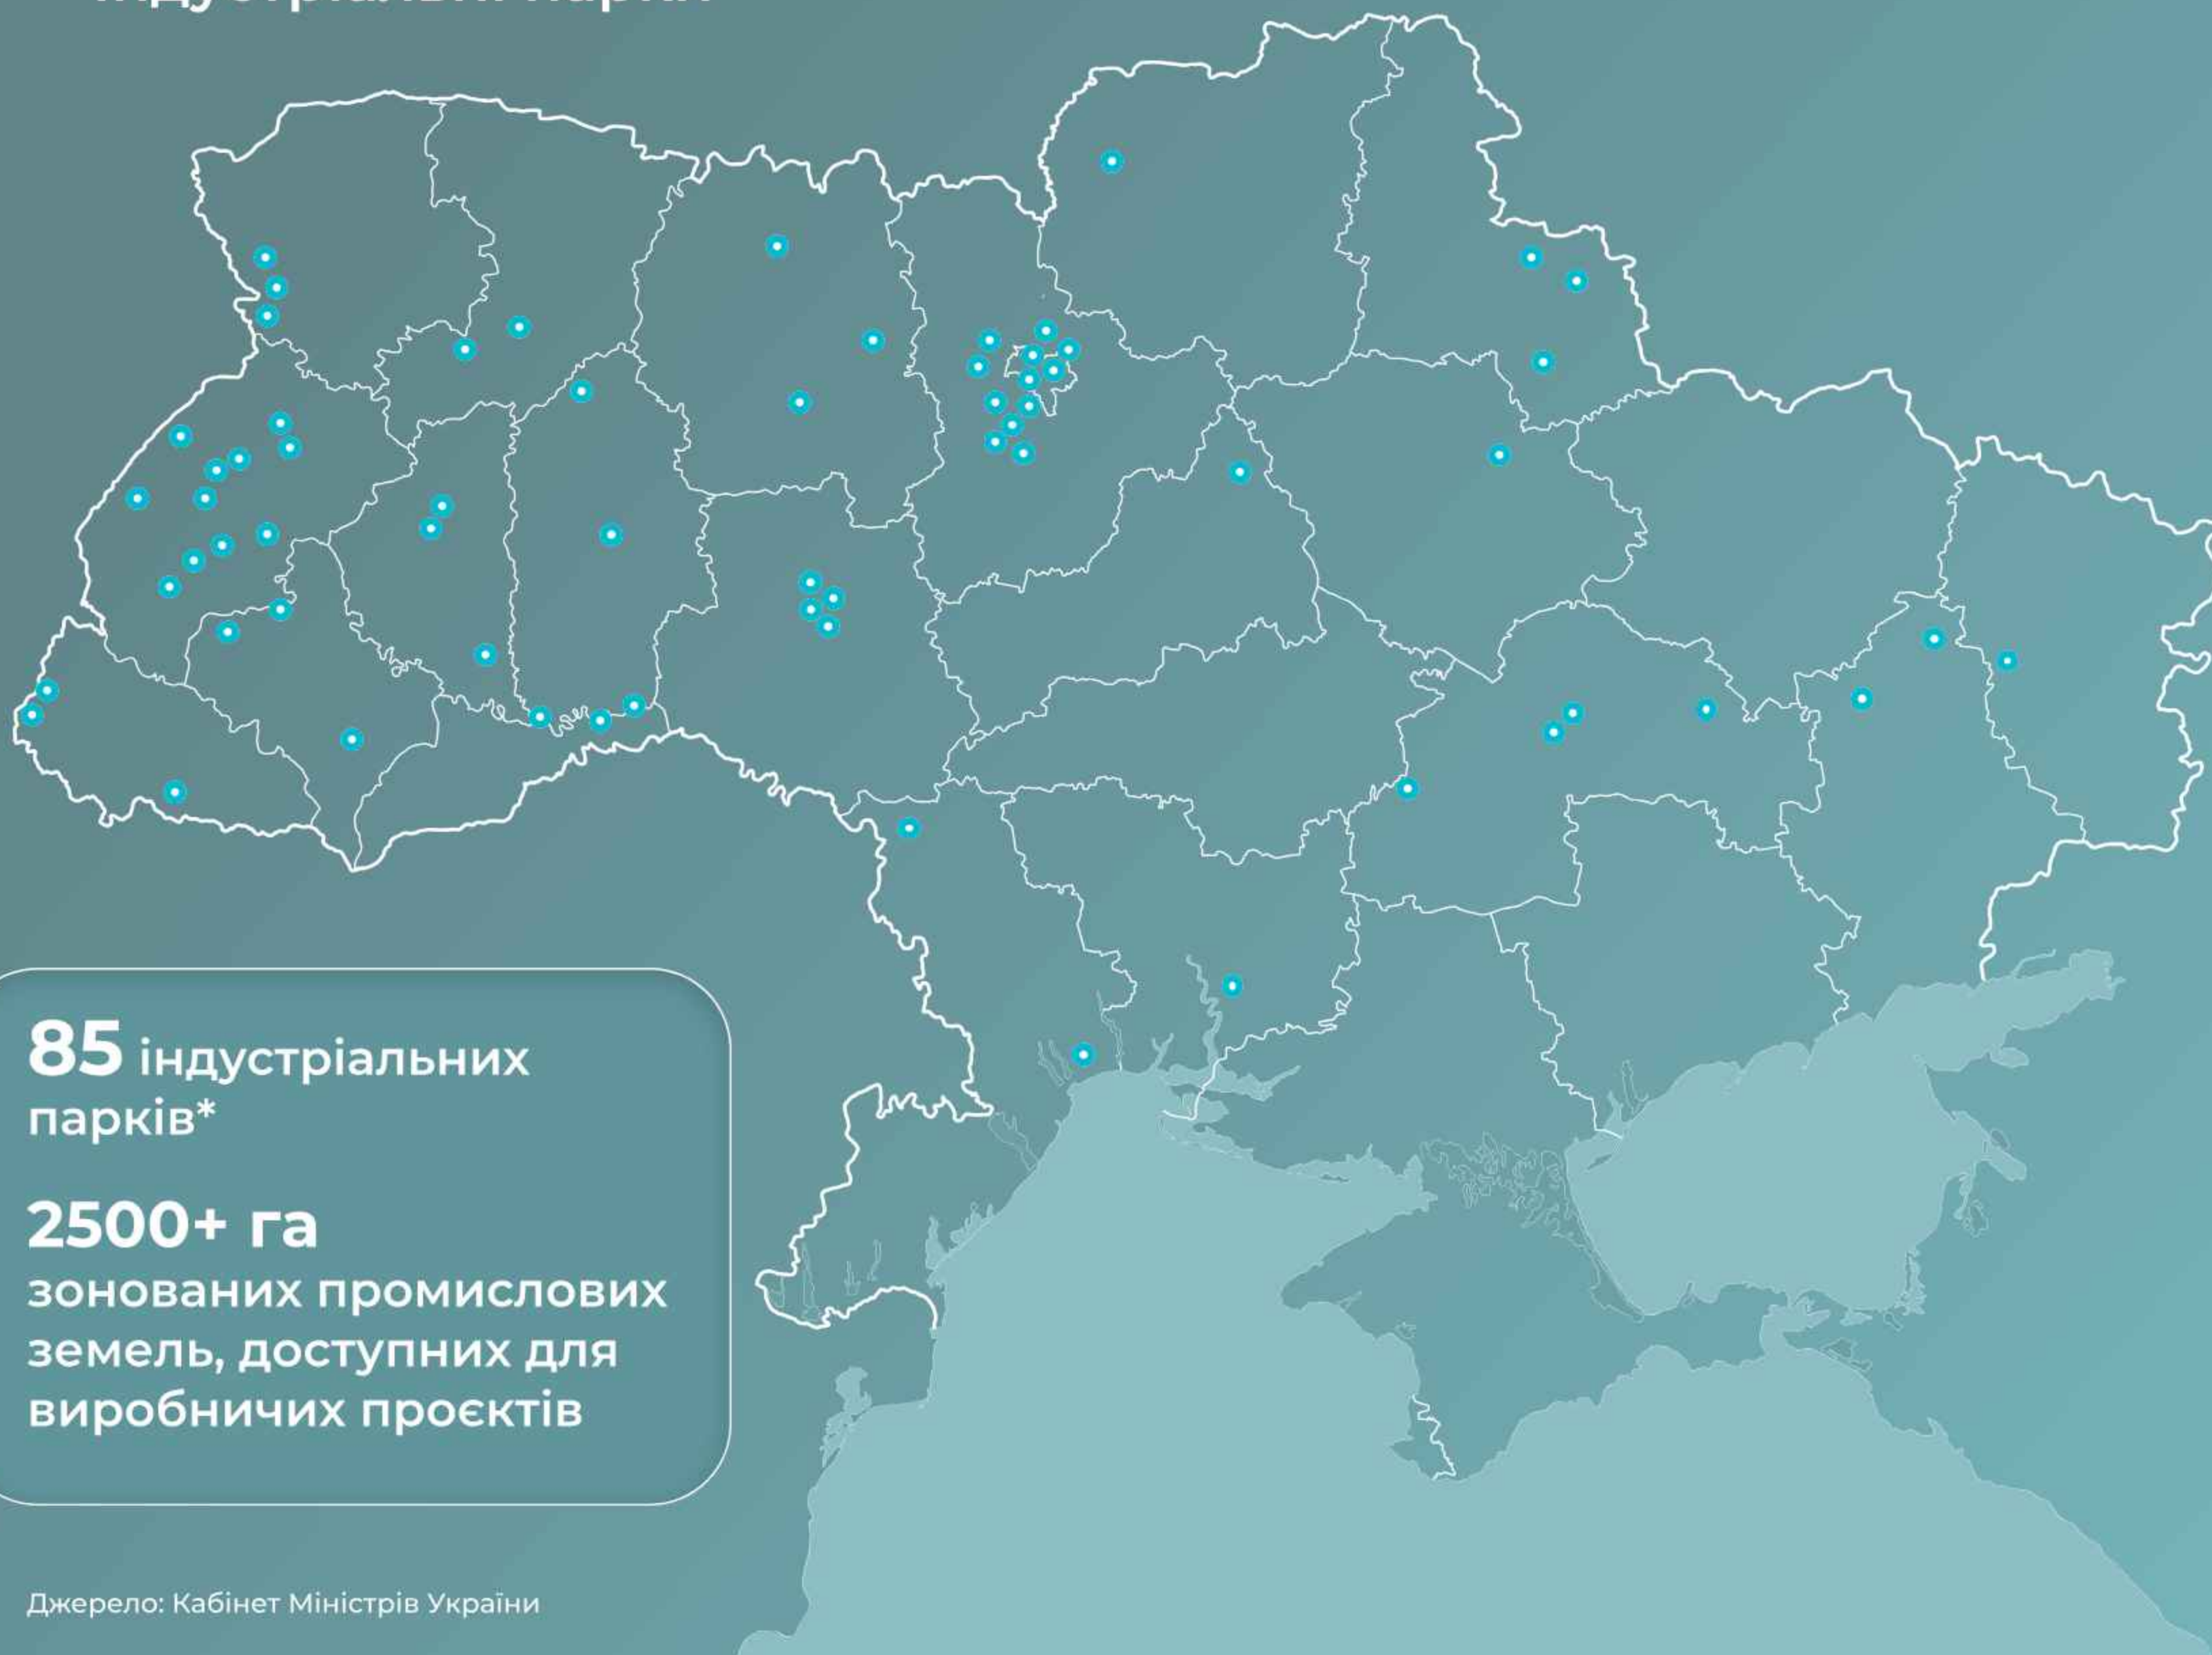 85 індустріальних
парків*
2500+ га
зонованих промислових
земель, доступних для
виробничих проєктів
Джерело: Кабінет Міністрів України